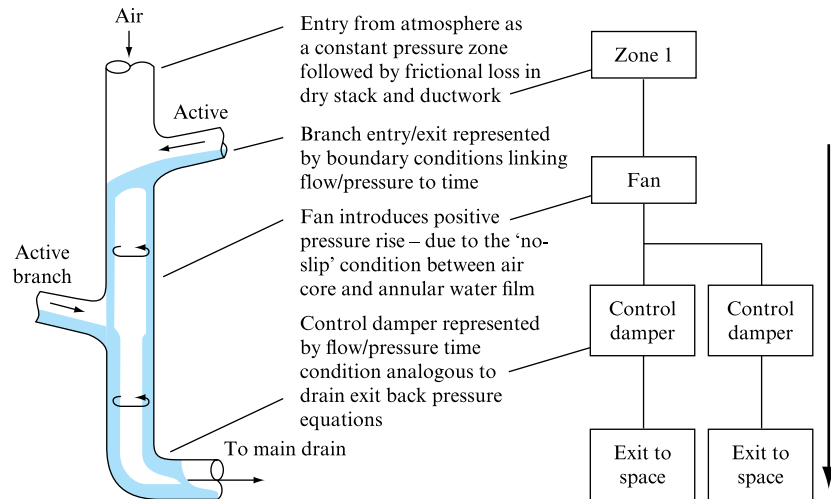 Air
Active
Active
branch
To main drain
Entry from atmosphere as
a constant pressure zone
followed by frictional loss in
dry stack and ductwork
Branch entry/exit represented
by boundary conditions linking
flow/pressure to time
Fan introduces positive
pressure rise – due to the ‘no-
slip’ condition between air
core and annular water film
Control damper represented
by flow/pressure time
condition analogous to
drain exit back pressure
equations
Zone 1
Fan
Control
damper
Control
damper
Exit to
space
Exit to
space